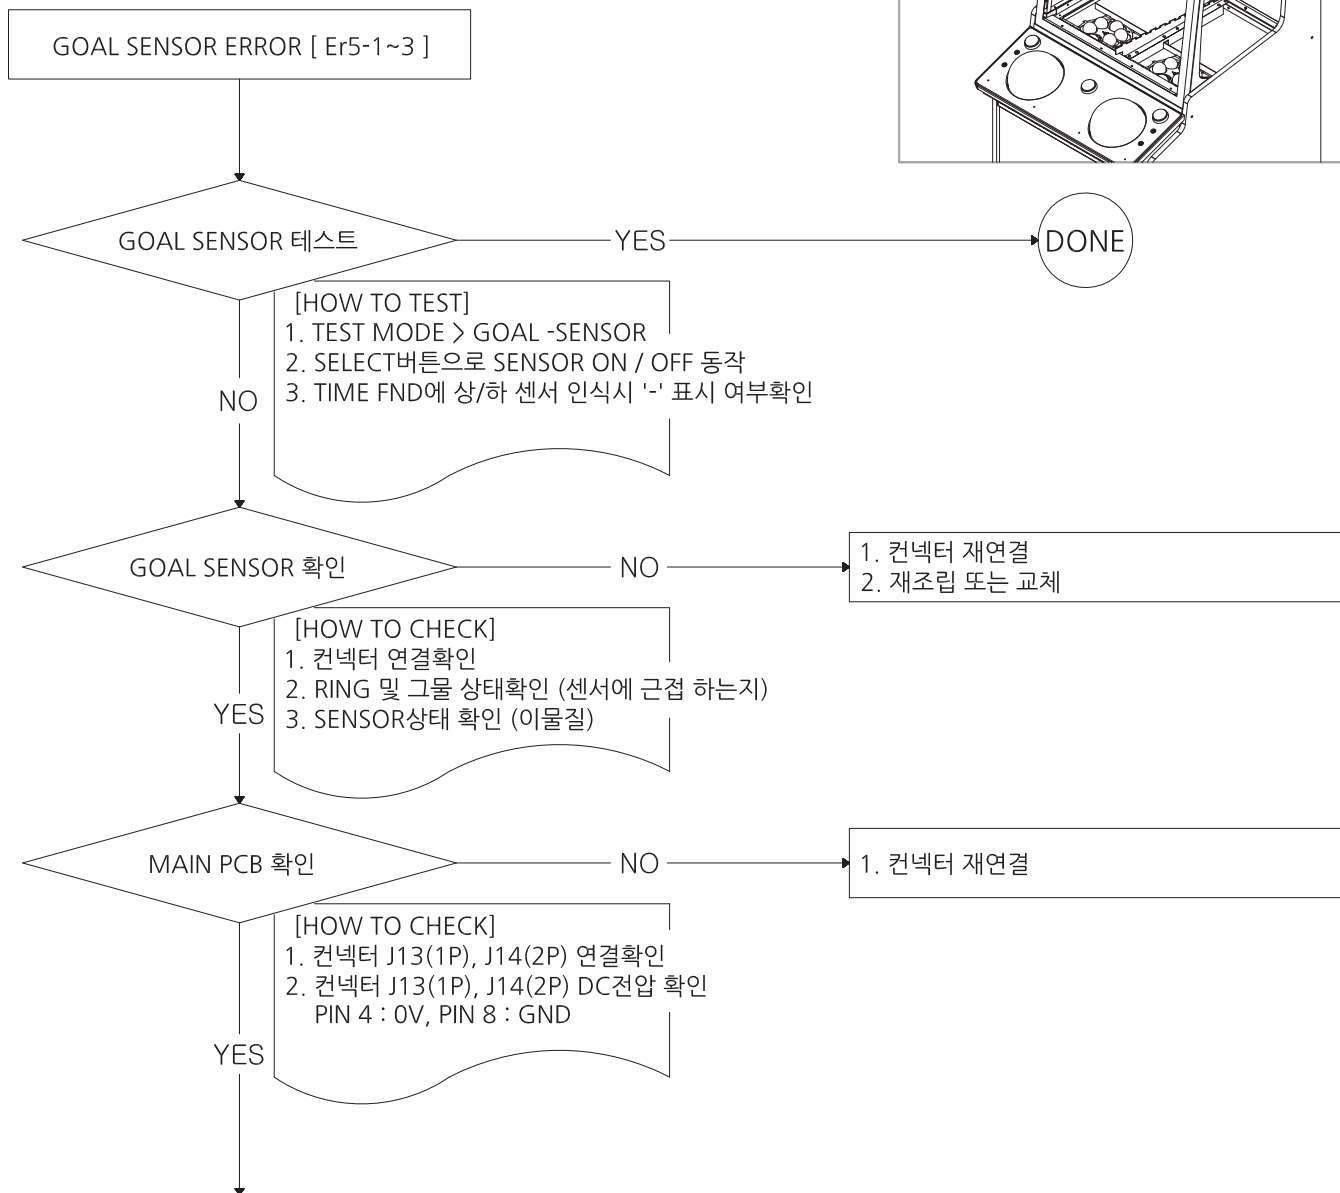 GOAL SENSOR ERROR [ Er5-1~3 ]
GOAL SENSOR 테스트
YES
DONE
[HOW TO TEST]
1. TEST MODE > GOAL -SENSOR
2. SELECT버튼으로 SENSOR ON / OFF 동작
3. TIME FND에 상/하 센서 인식시 '-' 표시 여부확인
NO
GOAL SENSOR 확인
NO
1. 컨넥터 재연결
2. 재조립 또는 교체
[HOW TO CHECK]
1. 컨넥터 연결확인
2. RING 및 그물 상태확인 (센서에 근접 하는지)
3. SENSOR상태 확인 (이물질)
YES
MAIN PCB 확인
NO
1. 컨넥터 재연결
[HOW TO CHECK]
1. 컨넥터 J13(1P), J14(2P) 연결확인
2. 컨넥터 J13(1P), J14(2P) DC전압 확인
PIN 4 : 0V, PIN 8 : GND
YES